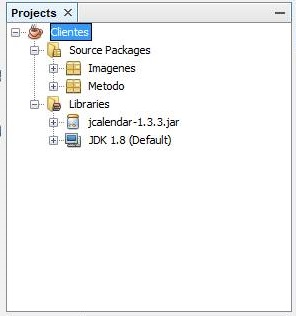 Projects
Clientes
Source Packages
Imagenes
Metodo
Libraries
jcalendar-1.3.3.jar
JDK 1.8 (Default)